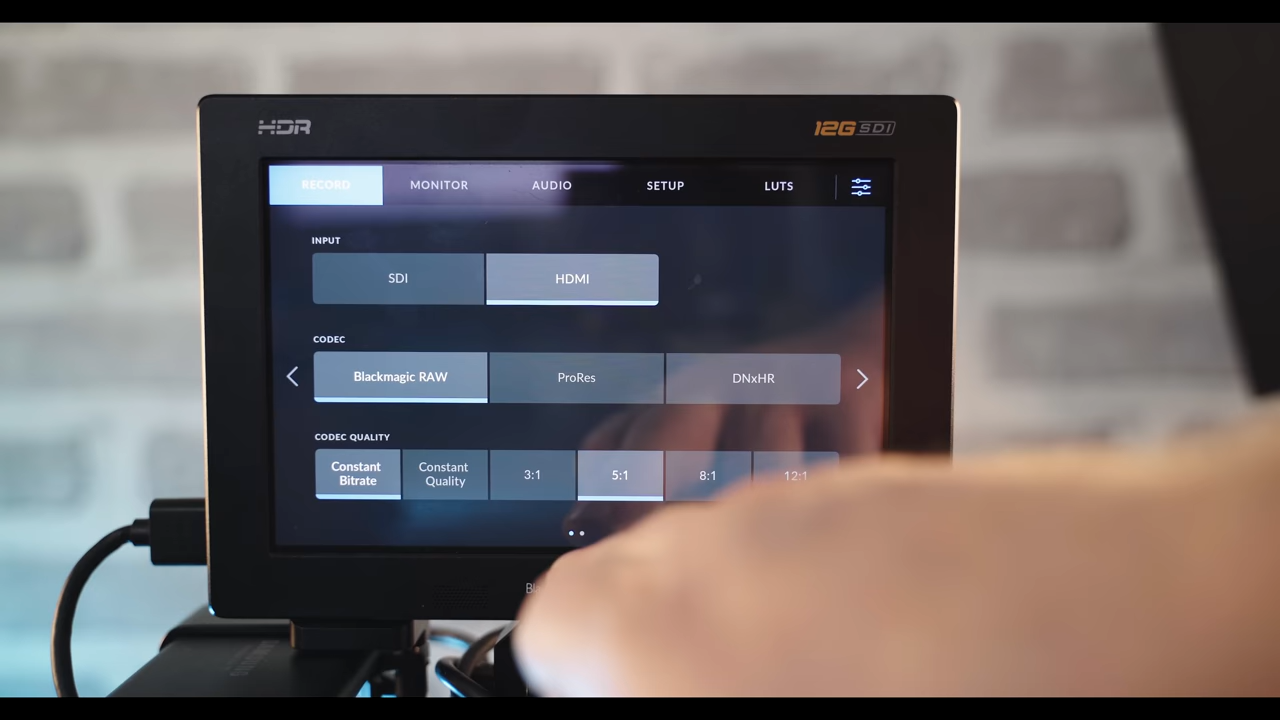 HDR
12G SDI
RECORD MONITOR AUDIO SETUP LUTS
INPUT
SDI HDMI
CODEC
Blackmagic RAW ProRes DNxHR
CODEC QUALITY
Constant Bitrate Constant Quality 3:1 5:1 8:1 12:1